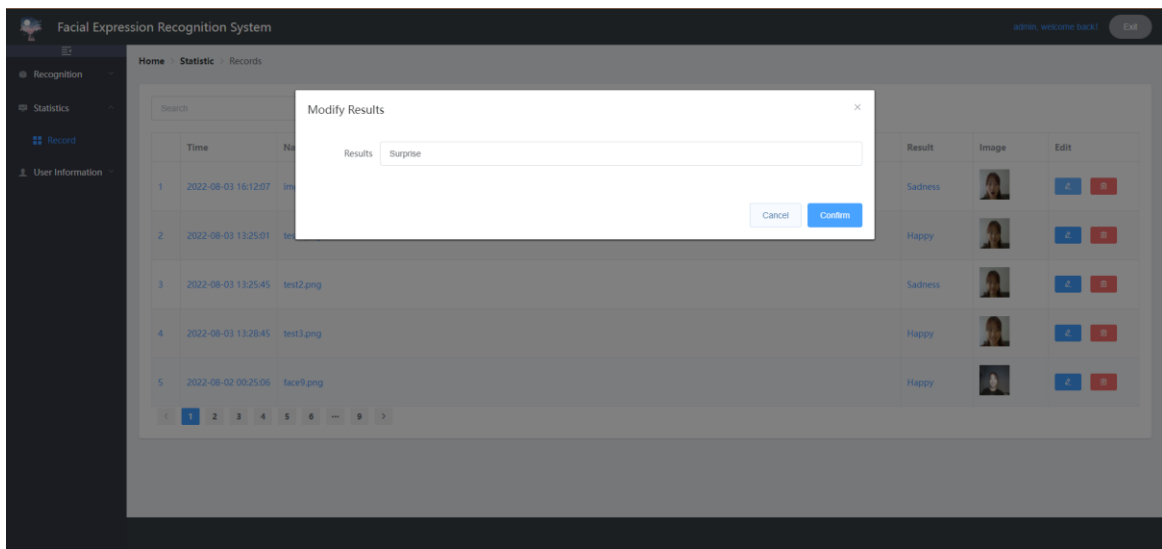 Facial Expression Recognition System
admin, welcome back! Exit
Home > Statistic > Records
Recognition
Statistics
Record
User Information
Search
Modify Results
Results Surprise
Cancel Confirm
Time Na Result Image Edit
1 2022-08-03 16:12:07 Sadness
2 2022-08-03 13:25:01 Happy
3 2022-08-03 13:25:45 test2.png Sadness
4 2022-08-03 13:28:45 test3.png Happy
5 2022-08-02 00:25:06 face9.png Happy
< 1 2 3 4 5 6 ··· 9 >